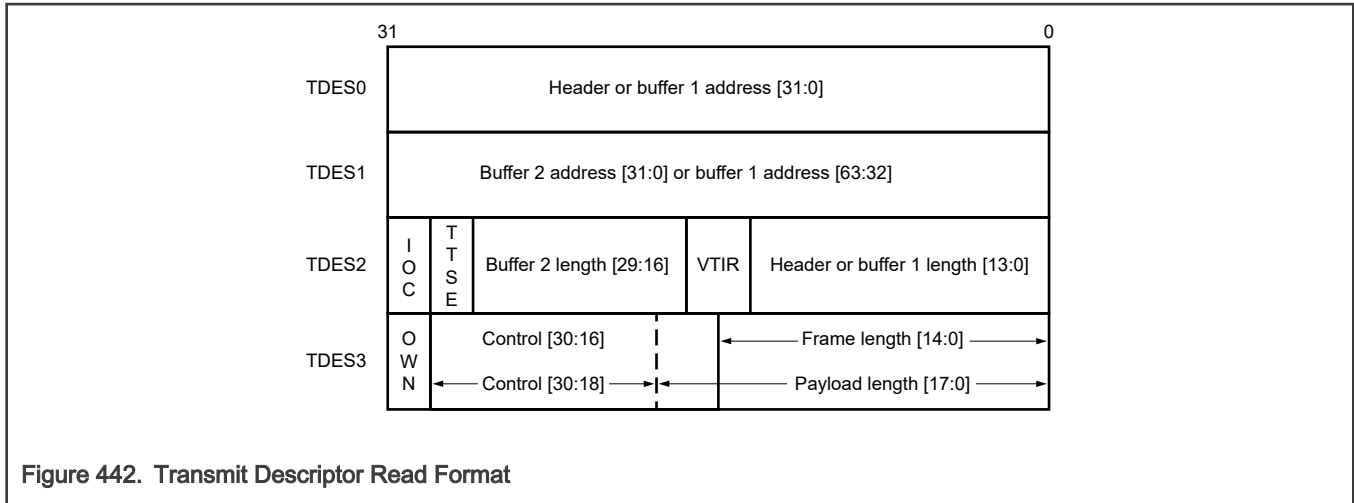 31 0
TDES0 Header or buffer 1 address [31:0]
TDES1 Buffer 2 address [31:0] or buffer 1 address [63:32]
TDES2 IOC TTSE Buffer 2 length [29:16] VTIR Header or buffer 1 length [13:0]
TDES3 OWN Control [30:16] Frame length [14:0]
Control [30:18] Payload length [17:0]
Figure 442. Transmit Descriptor Read Format